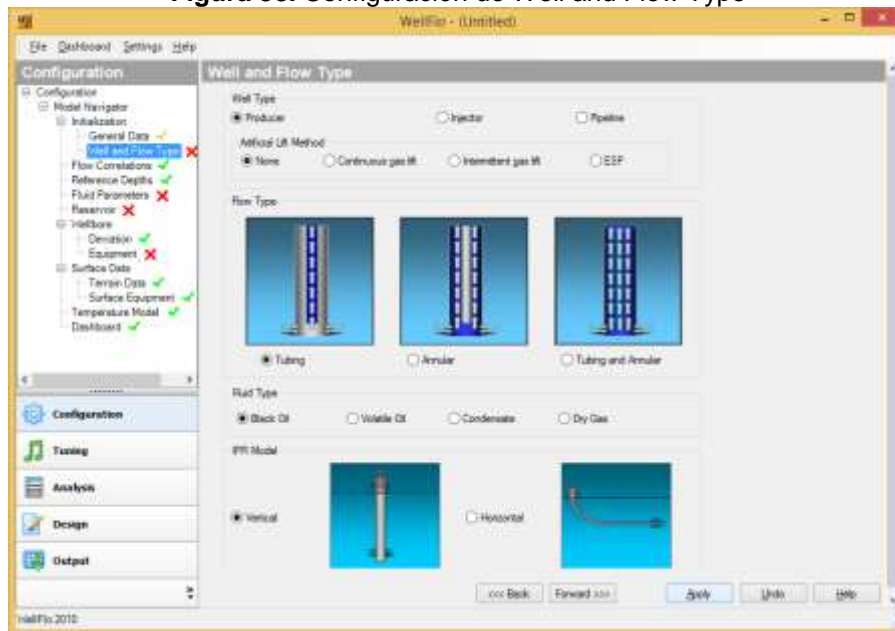 Figura 38. Configuración de Well and Flow Type
WellFlo - (Untitled)
File Dashboard Settings Help
Configuration
Well and Flow Type
Configuration
Model Navigator
Initialization
General Data
Well and Flow Type
Flow Correlations
Reference Depths
Fluid Parameters
Reservoir
Wellbore
Deviation
Equipment
Surface Data
Terrain Data
Surface Equipment
Temperature Model
Dashboard
Configuration
Tuning
Analysis
Design
Output
Well Type
Producer Injector Pipeline
Artificial Lift Method
None Continuous gas lift Intermittent gas lift ESP
Flow Type
Tubing Annular Tubing and Annular
Fluid Type
Black Oil Volatile Oil Condensate Dry Gas
IPR Model
Vertical Horizontal
<<< Back Forward >>> Apply Undo Help
WellFlo 2010